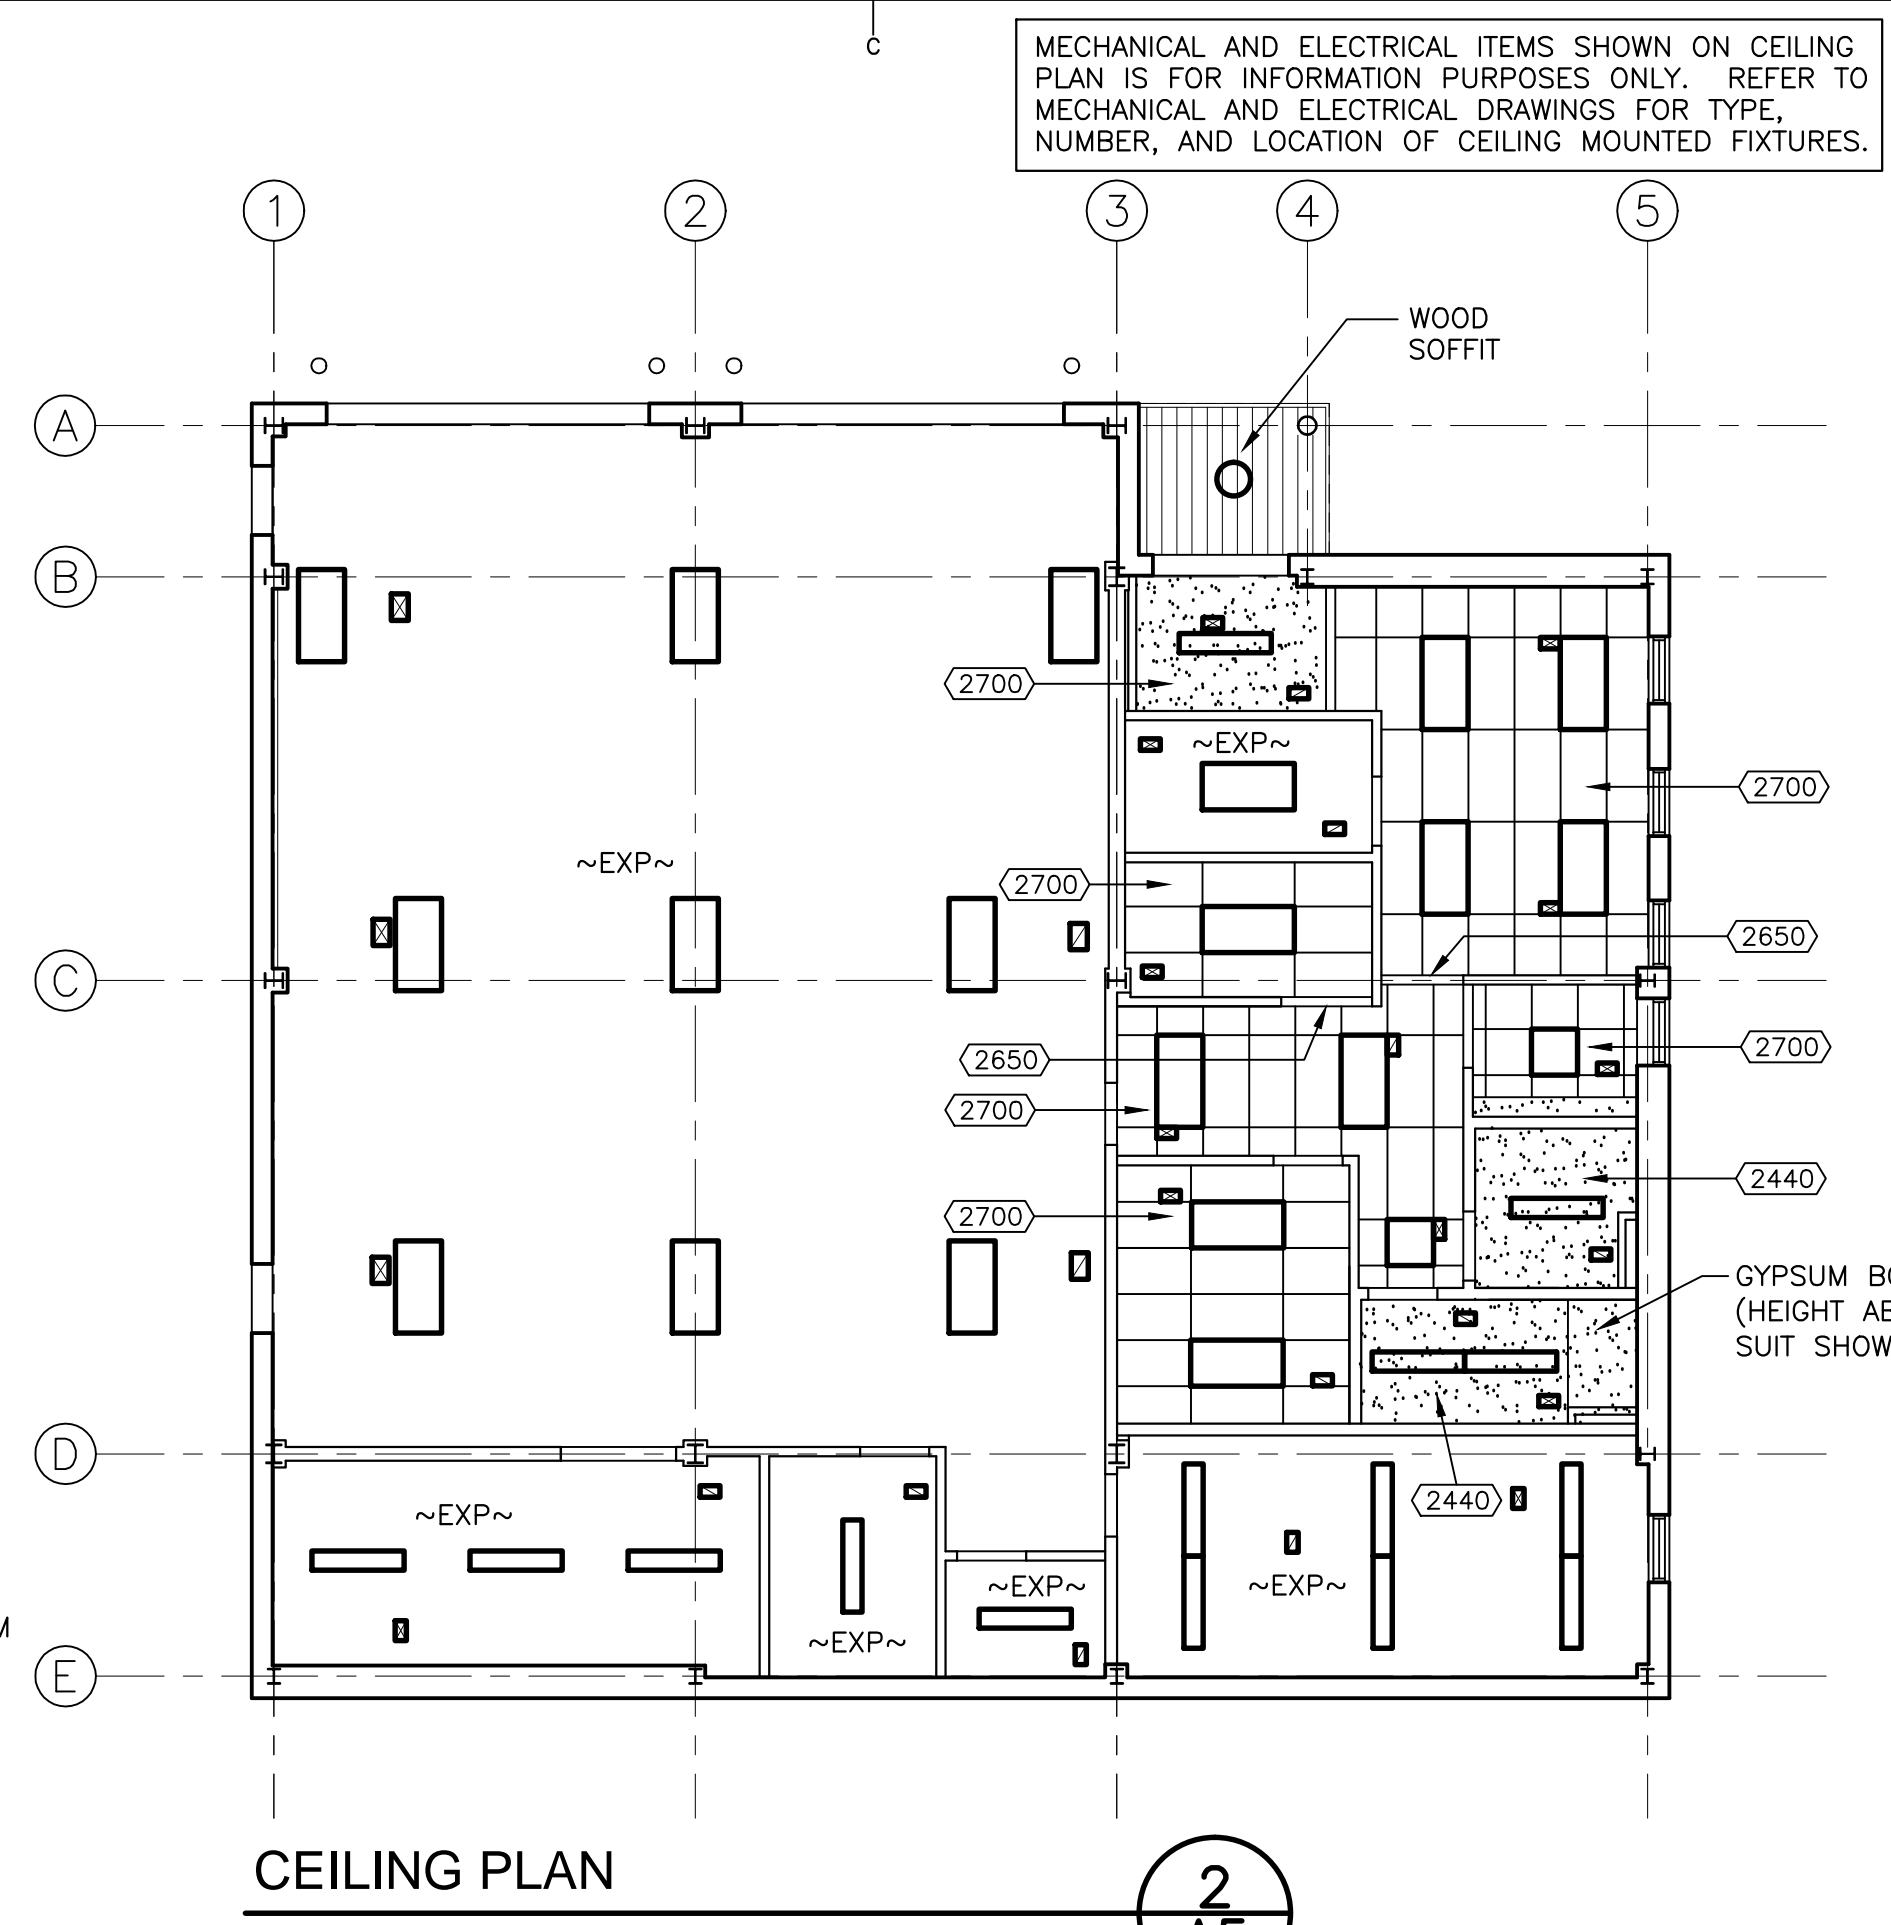 C
MECHANICAL AND ELECTRICAL ITEMS SHOWN ON CEILING
PLAN IS FOR INFORMATION PURPOSES ONLY. REFER TO
MECHANICAL AND ELECTRICAL DRAWINGS FOR TYPE,
NUMBER, AND LOCATION OF CEILING MOUNTED FIXTURES.
1
2
3
4
5
WOOD
SOFFIT
A
B
2700
~EXP~
2700
~EXP~
2700
2650
C
2650
2700
2700
2440
2700
GYPSUM
(HEIGHT
SUIT
D
2440
~EXP~
~EXP~
~EXP~
~EXP~
M
E
CEILING PLAN
2